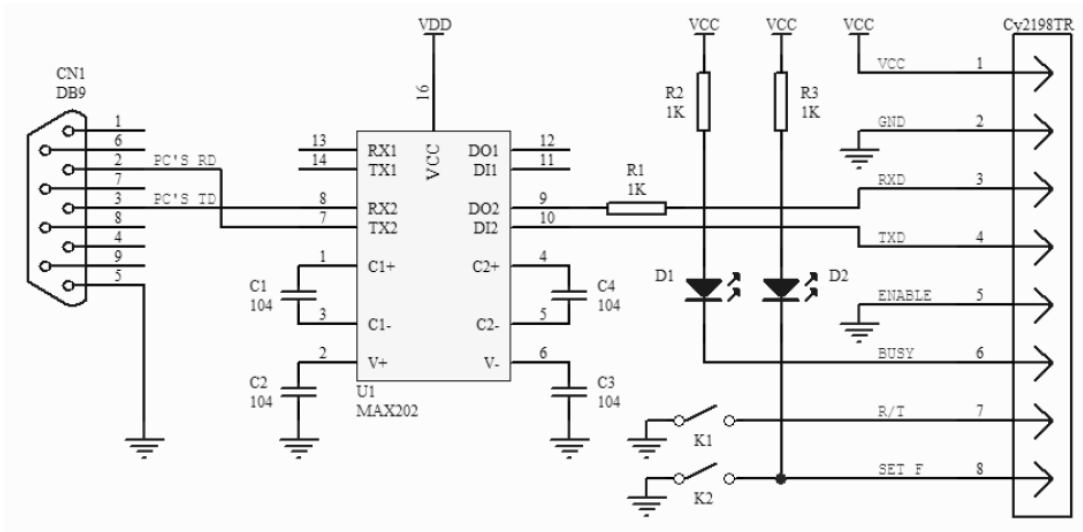 CN1
DB9
1
6
2
7
3
8
4
9
5
PC'S RD
PC'S TD
VDD
16
VCC
13
14
8
7
1
3
2
RX1
TX1
RX2
TX2
C1+
C1-
V+
DO1
DI1
DO2
DI2
C2+
C2-
V-
12
11
9
10
4
5
6
U1
MAX202
C1
104
C2
104
C4
104
C3
104
R1
1K
VCC
R2
1K
VCC
R3
1K
VCC
D1
D2
K1
K2
Cy2198TR
VCC 1
GND 2
RXD 3
TXD 4
ENABLE 5
BUSY 6
R/T 7
SET F 8